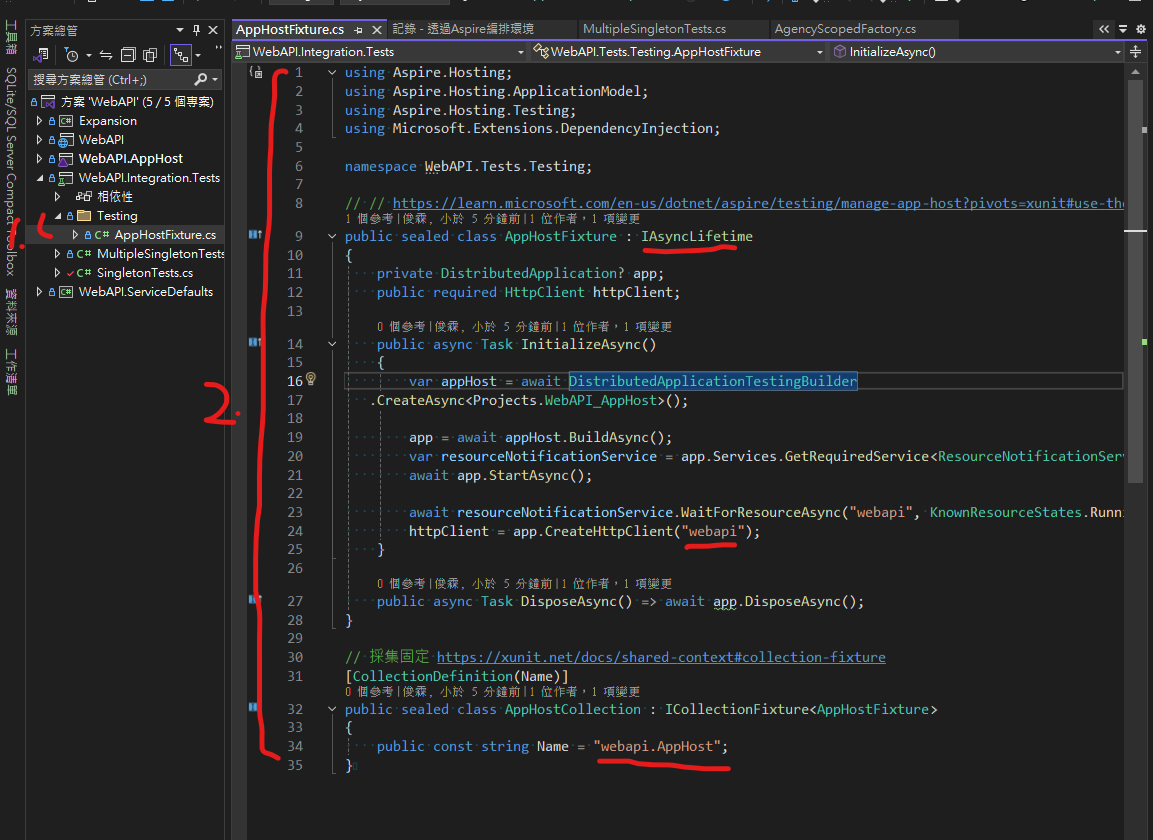 方案總管
AppHostFixture.cs
記錄 - 透過Aspire編排環境
MultipleSingletonTests.cs
AgencyScopedFactory.cs
WebAPI.Integration.Tests
WebAPI.Tests.Testing.AppHostFixture
InitializeAsync()
工具箱
SQLite/SQL Server Compact Toolbox
資料來源
工作清單
搜尋方案總管 (Ctrl+;)
方案 'WebAPI' (5 / 5 個專案)
Expansion
WebAPI
WebAPI.AppHost
WebAPI.Integration.Tests
相依性
Testing
AppHostFixture.cs
MultipleSingletonTests
SingletonTests.cs
WebAPI.ServiceDefaults
1.
2.
1 using Aspire.Hosting;
2 using Aspire.Hosting.ApplicationModel;
3 using Aspire.Hosting.Testing;
4 using Microsoft.Extensions.DependencyInjection;
5
6 namespace WebAPI.Tests.Testing;
7
8 // // https://learn.microsoft.com/en-us/dotnet/aspire/testing/manage-app-host?pivots=xunit#use-the
1 個參考|俊霖, 小於 5 分鐘前|1 位作者，1 項變更
9 public sealed class AppHostFixture : IAsyncLifetime
10 {
11 private DistributedApplication? app;
12 public required HttpClient httpClient;
13
0 個參考|俊霖, 小於 5 分鐘前|1 位作者，1 項變更
14 public async Task InitializeAsync()
15 {
16 var appHost = await DistributedApplicationTestingBuilder
17 .CreateAsync<Projects.WebAPI_AppHost>();
18
19 app = await appHost.BuildAsync();
20 var resourceNotificationService = app.Services.GetRequiredService<ResourceNotificationSer
21 await app.StartAsync();
22
23 await resourceNotificationService.WaitForResourceAsync("webapi", KnownResourceStates.Runni
24 httpClient = app.CreateHttpClient("webapi");
25 }
26
0 個參考|俊霖, 小於 5 分鐘前|1 位作者，1 項變更
27 public async Task DisposeAsync() => await app.DisposeAsync();
28 }
29
30 // 採集固定 https://xunit.net/docs/shared-context#collection-fixture
31 [CollectionDefinition(Name)]
0 個參考|俊霖, 小於 5 分鐘前|1 位作者，1 項變更
32 public sealed class AppHostCollection : ICollectionFixture<AppHostFixture>
33 {
34 public const string Name = "webapi.AppHost";
35 }